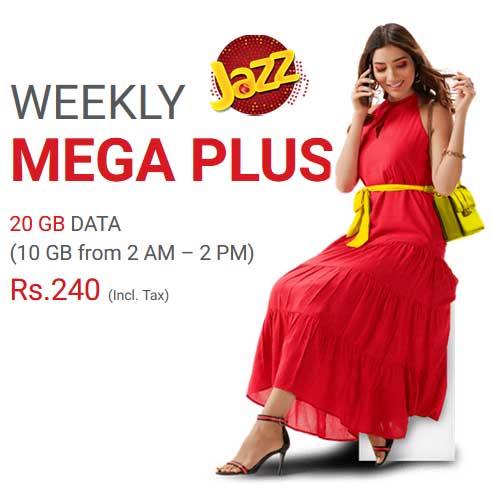 Jazz
WEEKLY
MEGA PLUS
20 GB DATA
(10 GB from 2 AM – 2 PM)
Rs.240 (Incl. Tax)